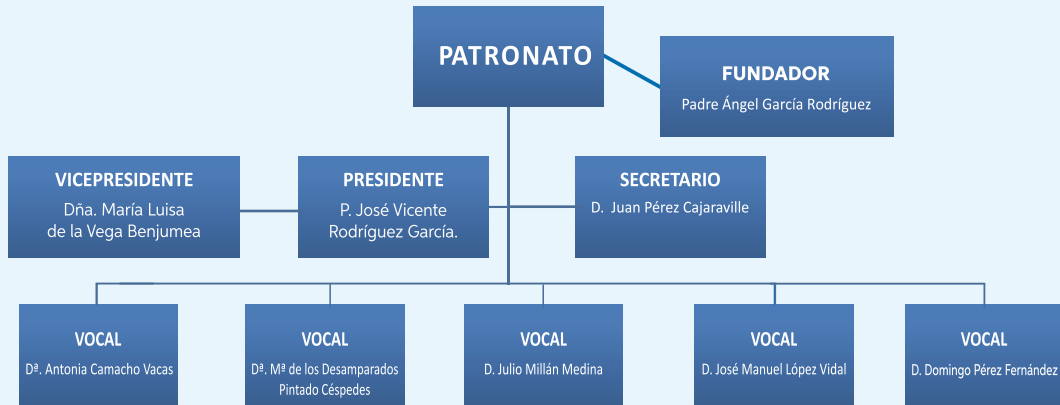 PATRONATO
FUNDADOR
Padre Ángel García Rodríguez
VICEPRESIDENTE
Dña. María Luisa
de la Vega Benjumea
PRESIDENTE
P. José Vicente
Rodríguez García.
SECRETARIO
D. Juan Pérez Cajaraville
VOCAL
Dª. Antonia Camacho Vacas
VOCAL
Dª. Mª de los Desamparados
Pintado Céspedes
VOCAL
D. Julio Millán Medina
VOCAL
D. José Manuel López Vidal
VOCAL
D. Domingo Pérez Fernández